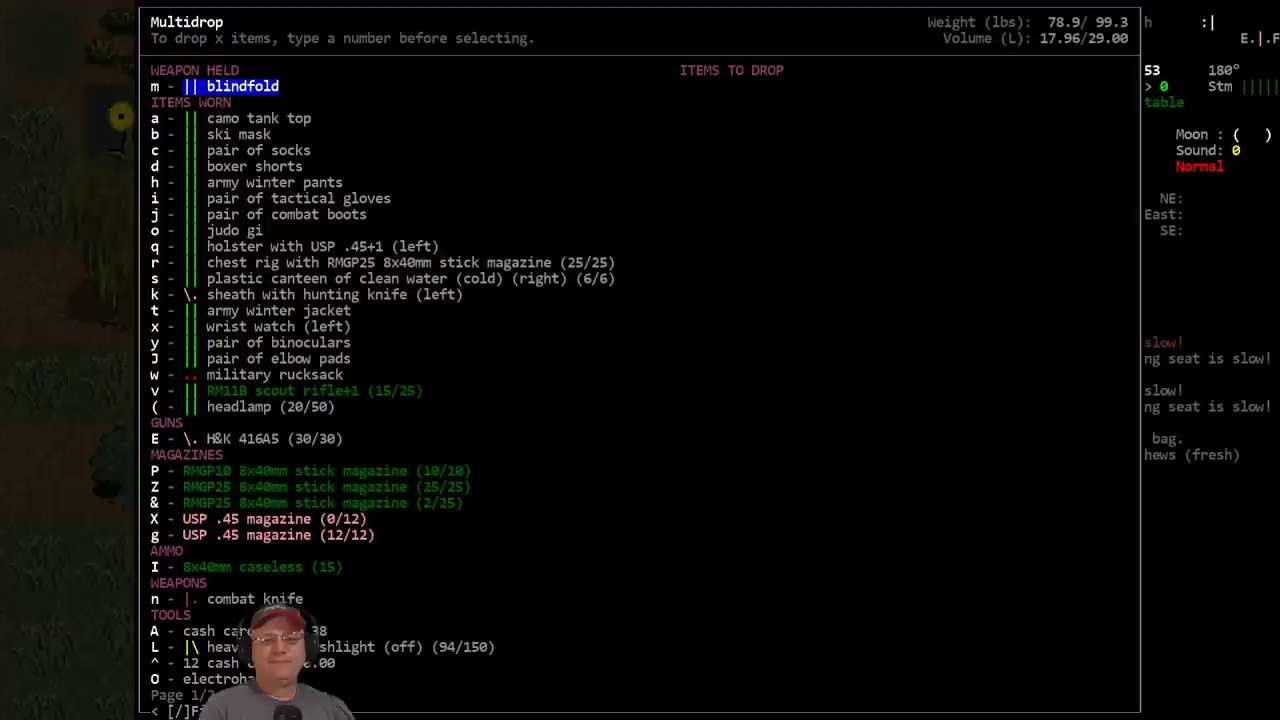 Multidrop
Weight (lbs): 78.9/ 99.3
To drop x items, type a number before selecting.
Volume (L): 17.96/29.00
WEAPON HELD
ITEMS TO DROP
m - || blindfold
ITEMS WORN
a - || camo tank top
b - || ski mask
c - || pair of socks
d - || boxer shorts
h - || army winter pants
i - || pair of tactical gloves
j - || pair of combat boots
o - || judo gi
q - || holster with USP .45+1 (left)
r - || chest rig with RMGP25 8x40mm stick magazine (25/25)
s - || plastic canteen of clean water (cold) (right) (6/6)
k - \. sheath with hunting knife (left)
t - || army winter jacket
x - || wrist watch (left)
y - || pair of binoculars
J - || pair of elbow pads
w - .. military rucksack
v - || RM11B scout rifle+1 (15/25)
( - || headlamp (20/50)
GUNS
E - \. H&K 416A5 (30/30)
MAGAZINES
P - RMGP10 8x40mm stick magazine (10/10)
Z - RMGP25 8x40mm stick magazine (25/25)
& - RMGP25 8x40mm stick magazine (2/25)
X - USP .45 magazine (0/12)
g - USP .45 magazine (12/12)
AMMO
I - 8x40mm caseless (15)
WEAPONS
n - |. combat knife
TOOLS
A - cash car
38
L - |\ hea
shlight (off) (94/150)
^ - 12 cash
.00
O - electroha
Page 1/
< [/]F
h :|
E.|.F
53 180°
> 0 Stm |||||
table
Moon : ( )
Sound: 0
Normal
NE:
East:
SE:
slow!
ng seat is slow!
slow!
ng seat is slow!
bag.
hews (fresh)